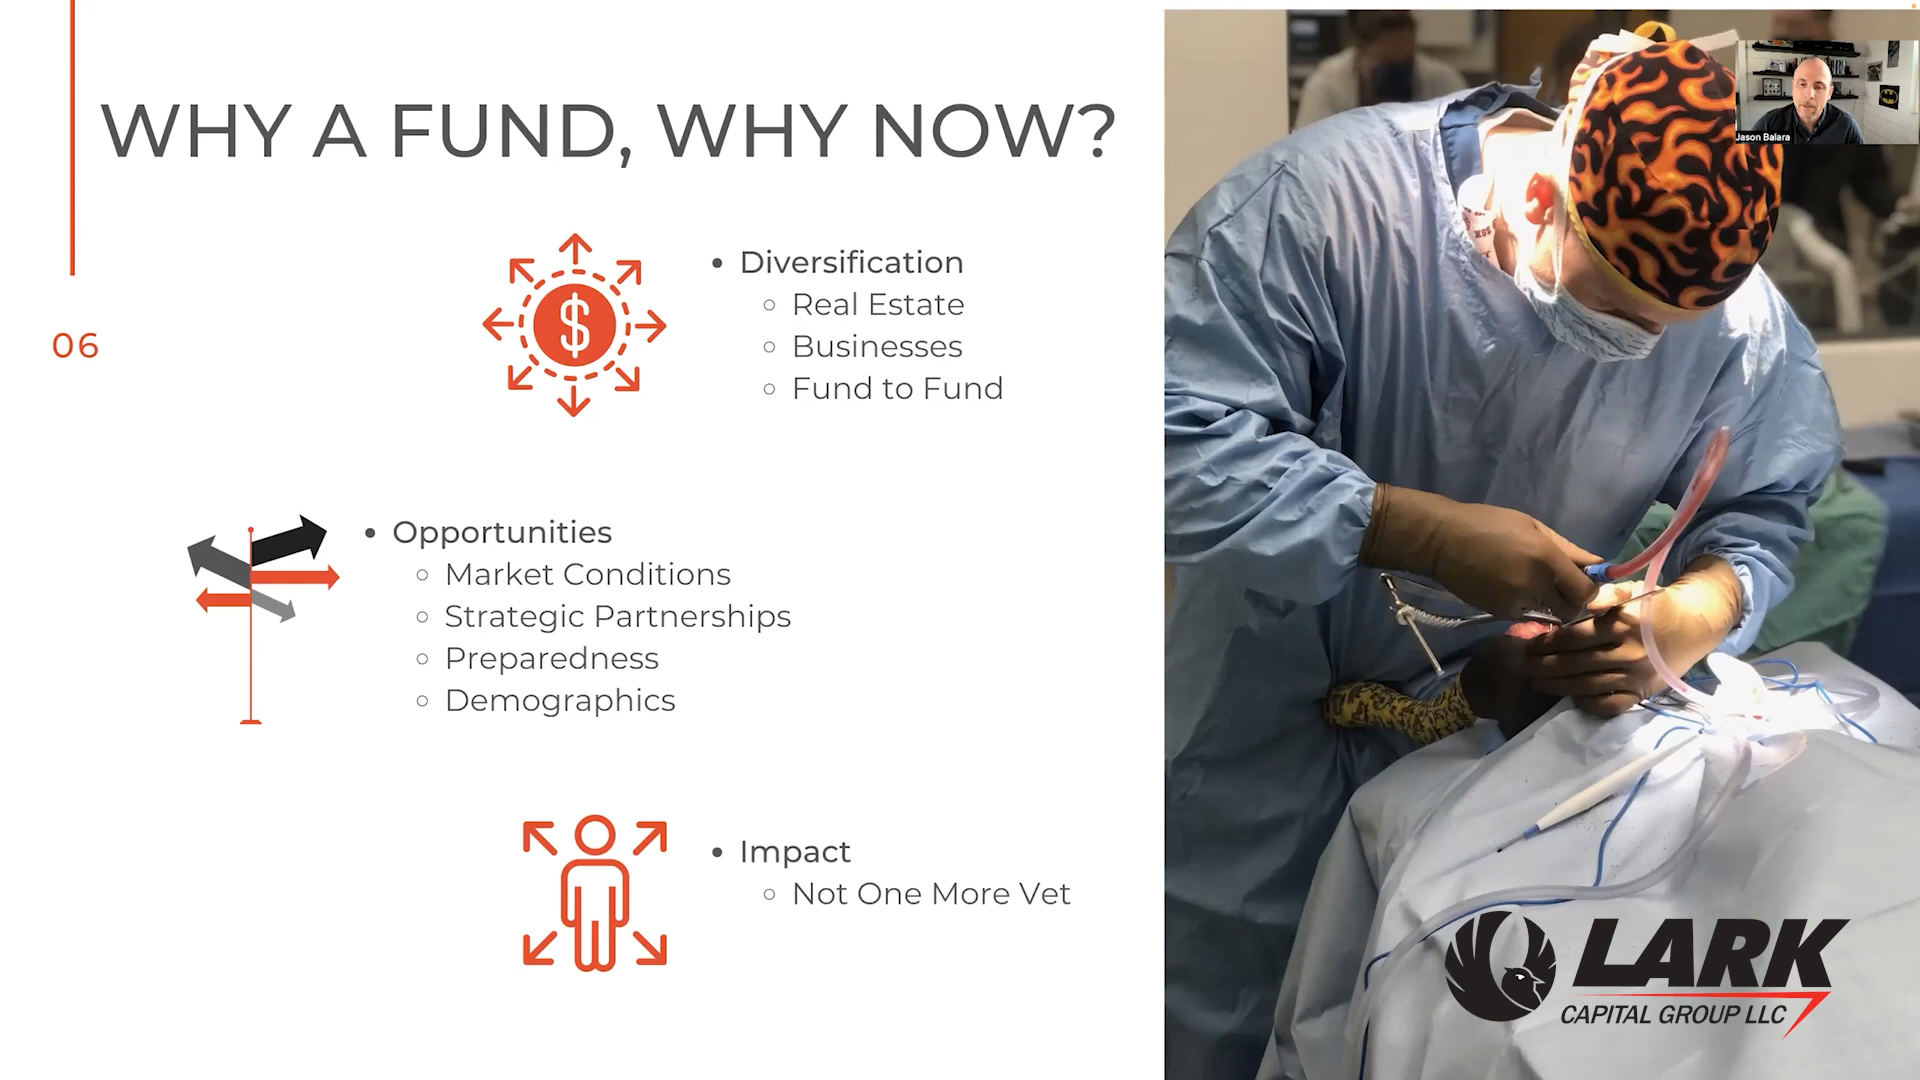 WHY A FUND, WHY NOW?
06
$
• Diversification
○ Real Estate
○ Businesses
○ Fund to Fund
• Opportunities
○ Market Conditions
○ Strategic Partnerships
○ Preparedness
○ Demographics
• Impact
○ Not One More Vet
Jason Balara
LARK
CAPITAL GROUP LLC